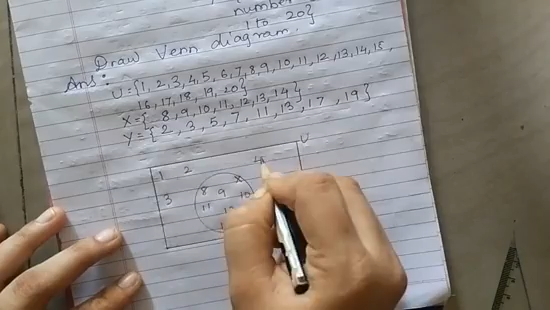 number
1 to 20}
Draw Venn diagram.
Ans:
U={1, 2, 3, 4, 5, 6, 7, 8, 9, 10, 11, 12, 13, 14, 15,
16, 17, 18, 19, 20}
X={ 8, 9, 10, 11, 12, 13, 14}
Y={ 2, 3, 5, 7, 11, 13, 17, 19}
U
1 2 4
3 8 9 X 10
11